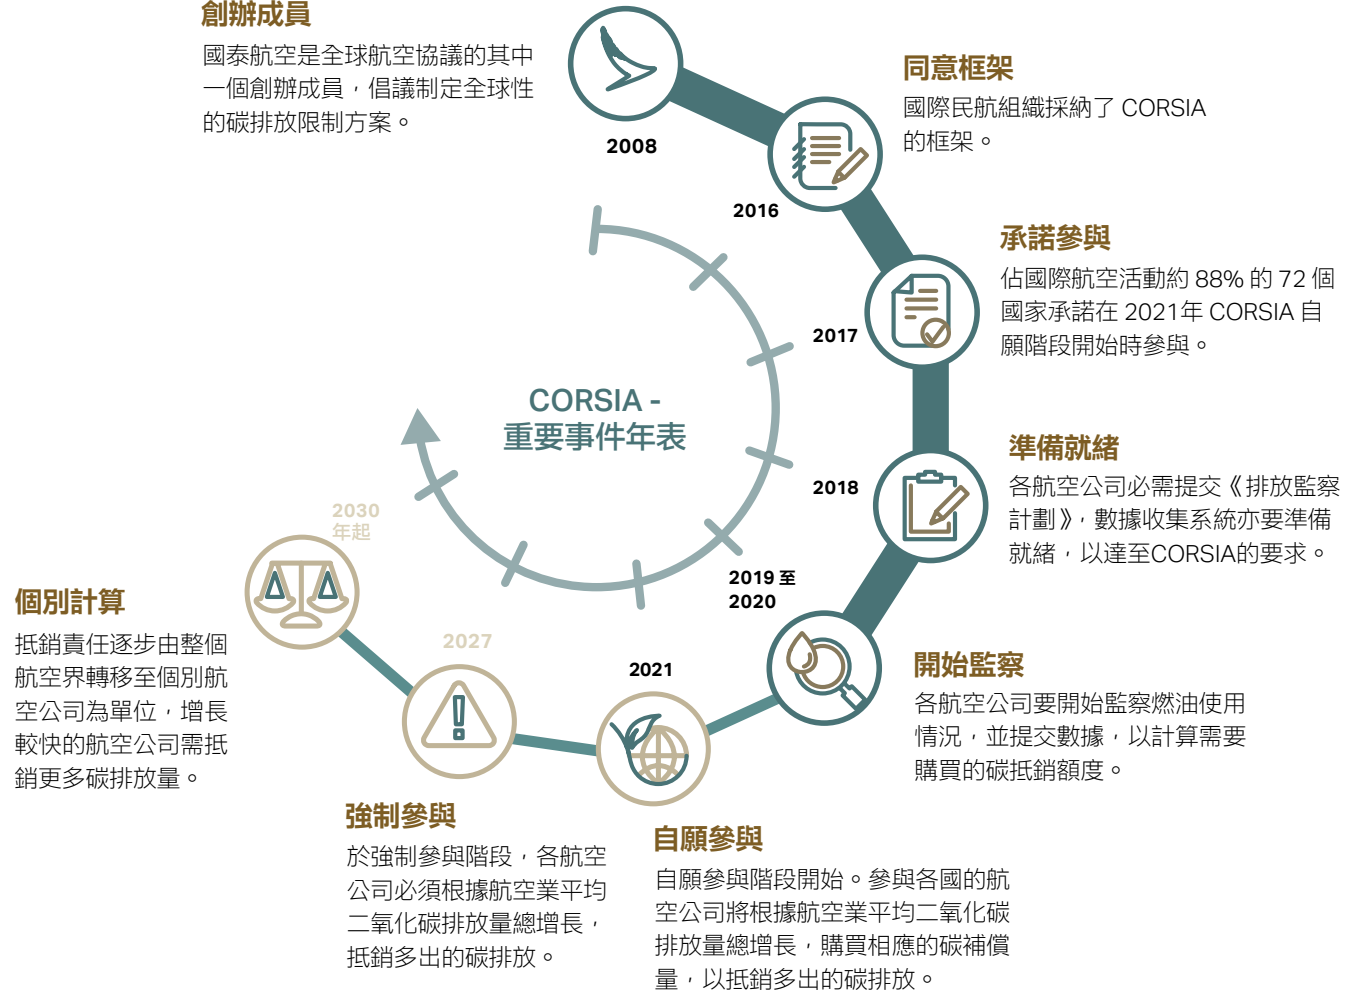 創辦成員
國泰航空是全球航空協議的其中
一個創辦成員，倡議制定全球性
的碳排放限制方案。
2008
同意框架
國際民航組織採納了 CORSIA
的框架。
2016
承諾參與
佔國際航空活動約 88% 的 72 個
國家承諾在 2021年 CORSIA 自
願階段開始時參與。
2017
CORSIA -
重要事件年表
準備就緒
各航空公司必需提交《排放監察
計劃》，數據收集系統亦要準備
就緒，以達至CORSIA的要求。
2018
2019 至
2020
開始監察
各航空公司要開始監察燃油使用
情況，並提交數據，以計算需要
購買的碳抵銷額度。
2021
自願參與
自願參與階段開始。參與各國的航
空公司將根據航空業平均二氧化碳
排放量總增長，購買相應的碳補償
量，以抵銷多出的碳排放。
2027
強制參與
於強制參與階段，各航空
公司必須根據航空業平均
二氧化碳排放量總增長，
抵銷多出的碳排放。
2030
年起
個別計算
抵銷責任逐步由整個
航空界轉移至個別航
空公司為單位，增長
較快的航空公司需抵
銷更多碳排放量。